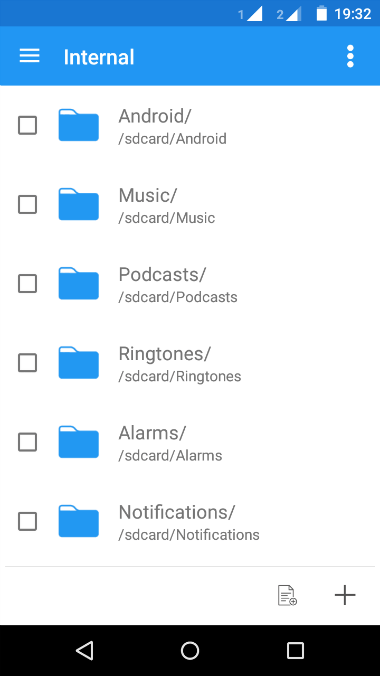 1 2 19:32
Internal
Android/
/sdcard/Android
Music/
/sdcard/Music
Podcasts/
/sdcard/Podcasts
Ringtones/
/sdcard/Ringtones
Alarms/
/sdcard/Alarms
Notifications/
/sdcard/Notifications